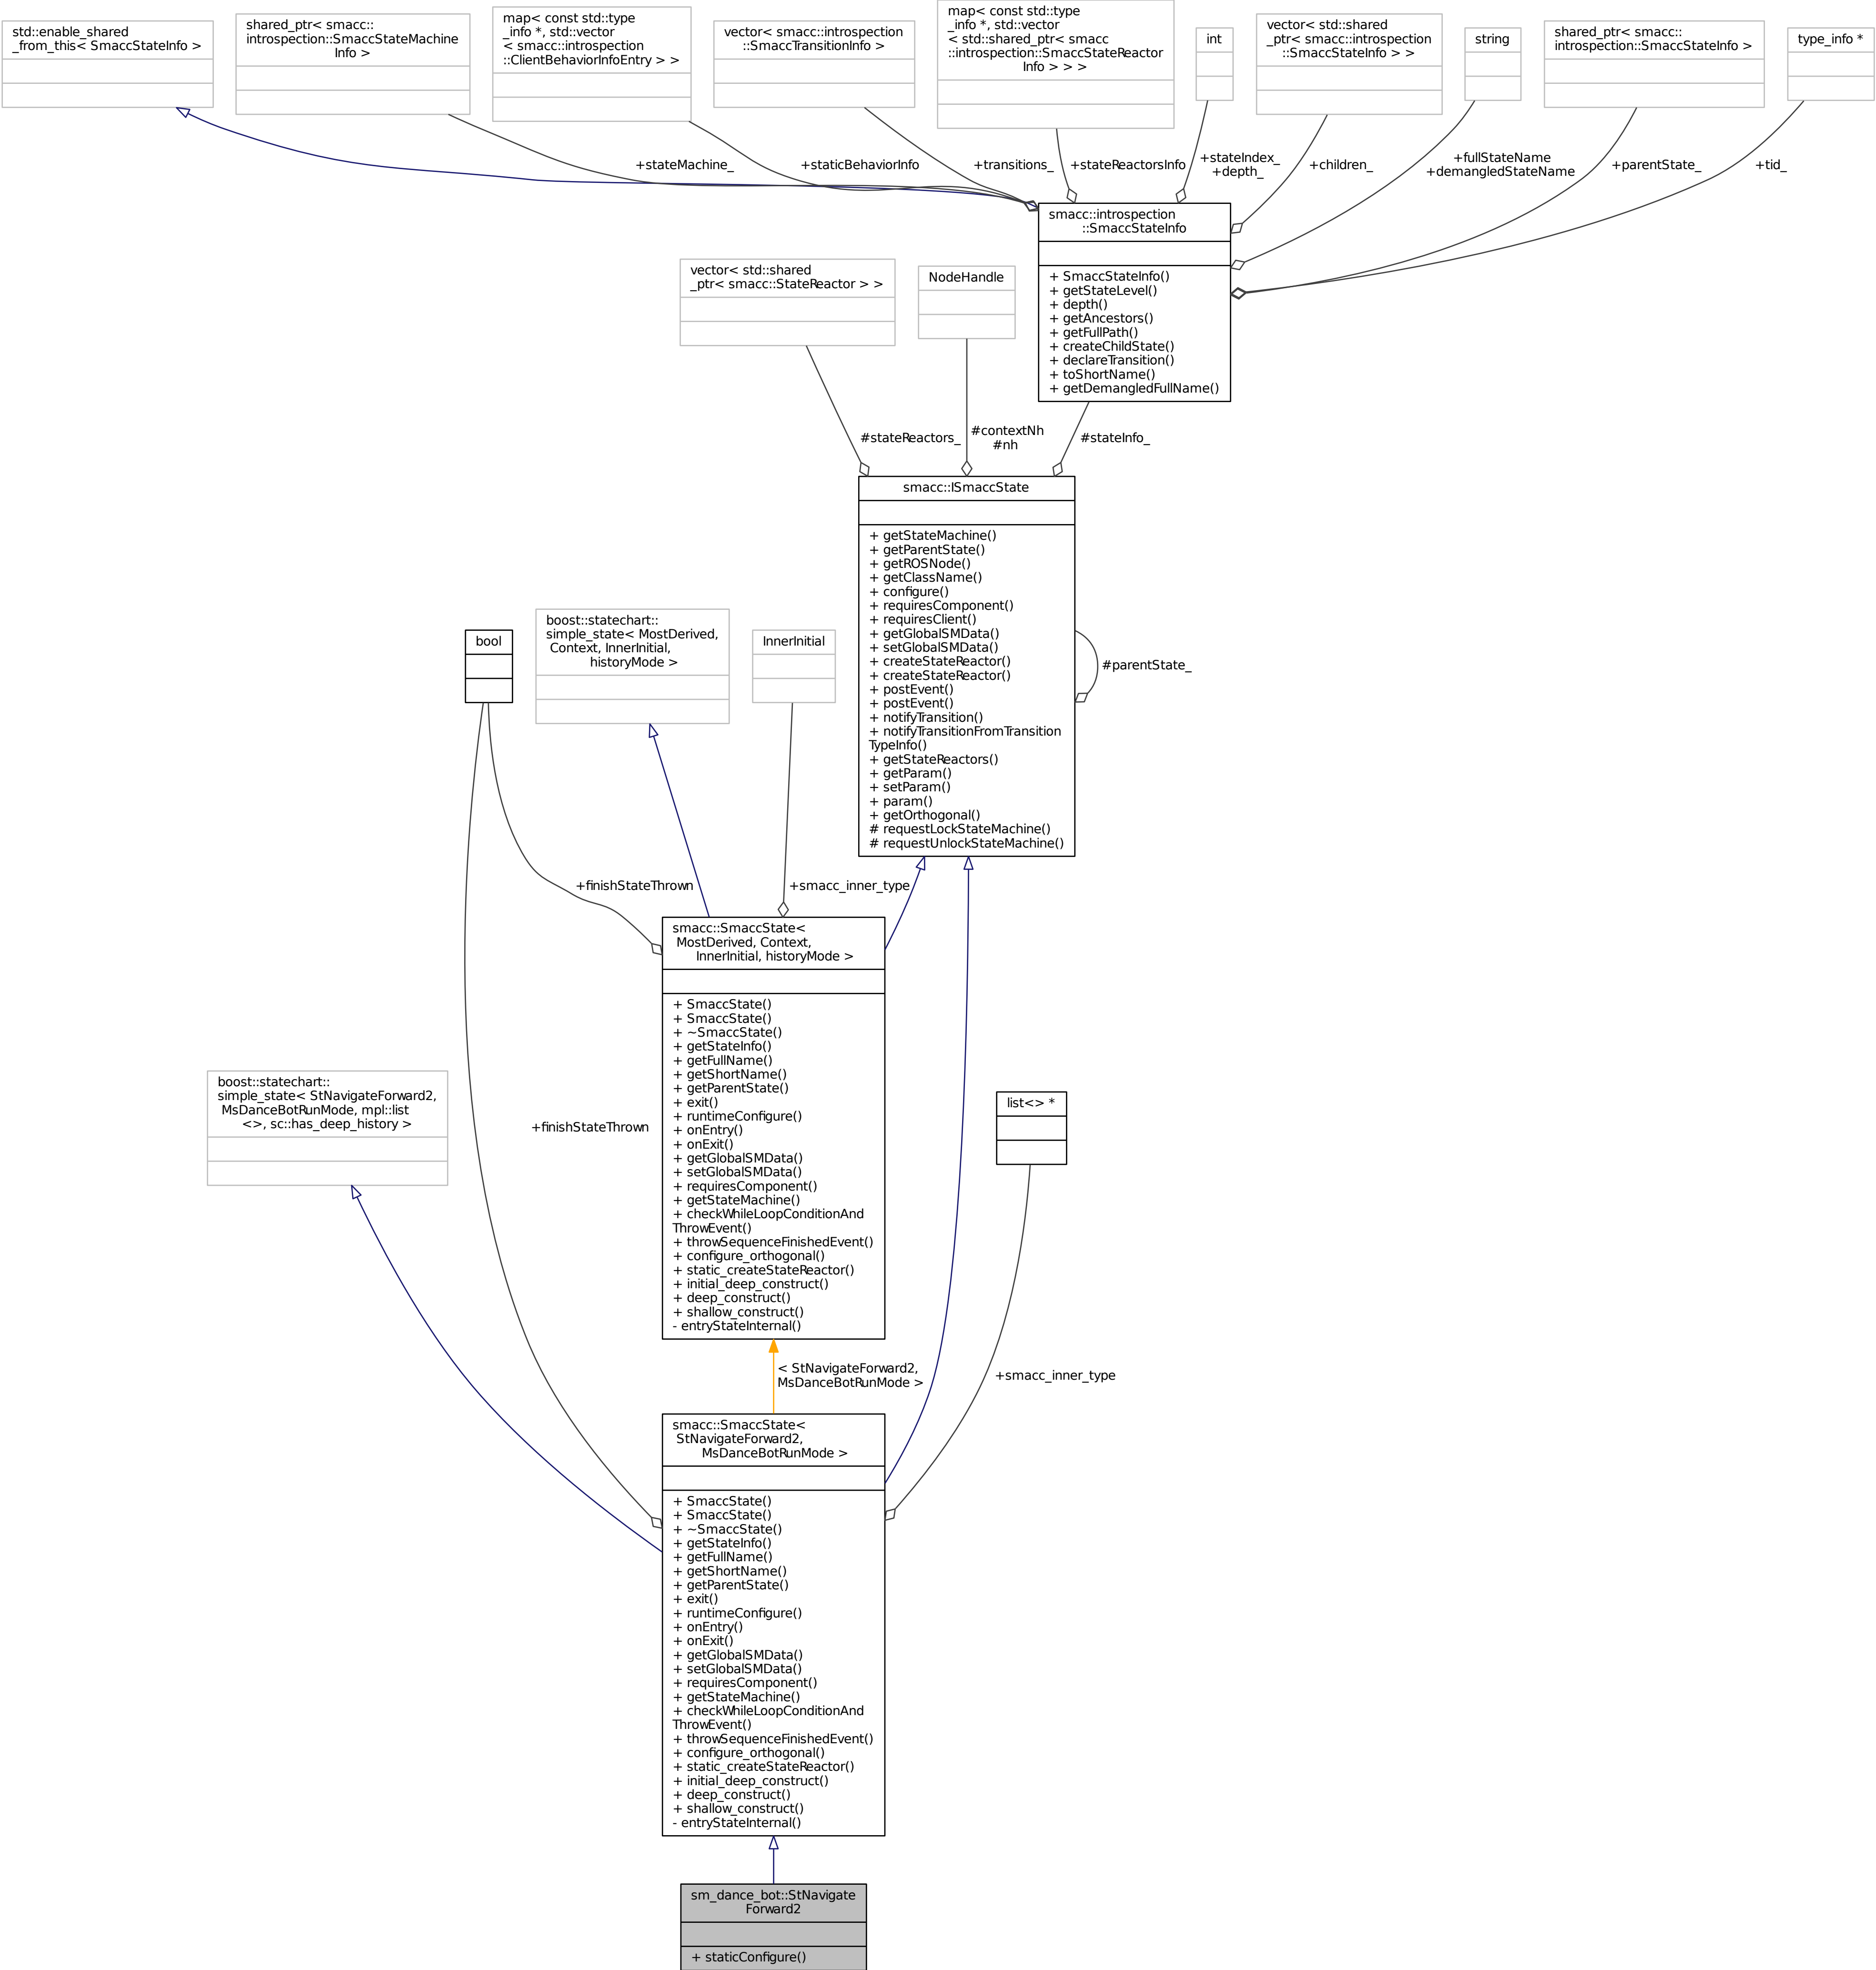 std::enable_shared
_from_this< SmaccStateInfo >
shared_ptr< smacc::
introspection::SmaccStateMachine
Info >
map< const std::type
_info *, std::vector
< smacc::introspection
::ClientBehaviorInfoEntry > >
vector< smacc::introspection
::SmaccTransitionInfo >
map< const std::type
_info *, std::vector
< std::shared_ptr< smacc
::introspection::SmaccStateReactor
Info > > >
int
vector< std::shared
_ptr< smacc::introspection
::SmaccStateInfo > >
string
shared_ptr< smacc::
introspection::SmaccStateInfo >
type_info *
+stateMachine_
+staticBehaviorInfo
+transitions_
+stateReactorsInfo
+stateIndex_
+depth_
+children_
+fullStateName
+demangledStateName
+parentState_
+tid_
smacc::introspection
::SmaccStateInfo
+ SmaccStateInfo()
+ getStateLevel()
+ depth()
+ getAncestors()
+ getFullPath()
+ createChildState()
+ declareTransition()
+ toShortName()
+ getDemangledFullName()
vector< std::shared
_ptr< smacc::StateReactor > >
NodeHandle
#stateReactors_
#contextNh
#nh
#stateInfo_
smacc::ISmaccState
+ getStateMachine()
+ getParentState()
+ getROSNode()
+ getClassName()
+ configure()
+ requiresComponent()
+ requiresClient()
+ getGlobalSMData()
+ setGlobalSMData()
+ createStateReactor()
+ createStateReactor()
+ postEvent()
+ postEvent()
+ notifyTransition()
+ notifyTransitionFromTransition
TypeInfo()
+ getStateReactors()
+ getParam()
+ setParam()
+ param()
+ getOrthogonal()
# requestLockStateMachine()
# requestUnlockStateMachine()
#parentState_
bool
boost::statechart::
simple_state< MostDerived,
Context, InnerInitial,
historyMode >
InnerInitial
+finishStateThrown
+smacc_inner_type
smacc::SmaccState<
MostDerived, Context,
InnerInitial, historyMode >
+ SmaccState()
+ SmaccState()
+ ~SmaccState()
+ getStateInfo()
+ getFullName()
+ getShortName()
+ getParentState()
+ exit()
+ runtimeConfigure()
+ onEntry()
+ onExit()
+ getGlobalSMData()
+ setGlobalSMData()
+ requiresComponent()
+ getStateMachine()
+ checkWhileLoopConditionAnd
ThrowEvent()
+ throwSequenceFinishedEvent()
+ configure_orthogonal()
+ static_createStateReactor()
+ initial_deep_construct()
+ deep_construct()
+ shallow_construct()
- entryStateInternal()
boost::statechart::
simple_state< StNavigateForward2,
MsDanceBotRunMode, mpl::list
<>, sc::has_deep_history >
+finishStateThrown
list<> *
< StNavigateForward2,
MsDanceBotRunMode >
+smacc_inner_type
smacc::SmaccState<
StNavigateForward2,
MsDanceBotRunMode >
+ SmaccState()
+ SmaccState()
+ ~SmaccState()
+ getStateInfo()
+ getFullName()
+ getShortName()
+ getParentState()
+ exit()
+ runtimeConfigure()
+ onEntry()
+ onExit()
+ getGlobalSMData()
+ setGlobalSMData()
+ requiresComponent()
+ getStateMachine()
+ checkWhileLoopConditionAnd
ThrowEvent()
+ throwSequenceFinishedEvent()
+ configure_orthogonal()
+ static_createStateReactor()
+ initial_deep_construct()
+ deep_construct()
+ shallow_construct()
- entryStateInternal()
sm_dance_bot::StNavigate
Forward2
+ staticConfigure()